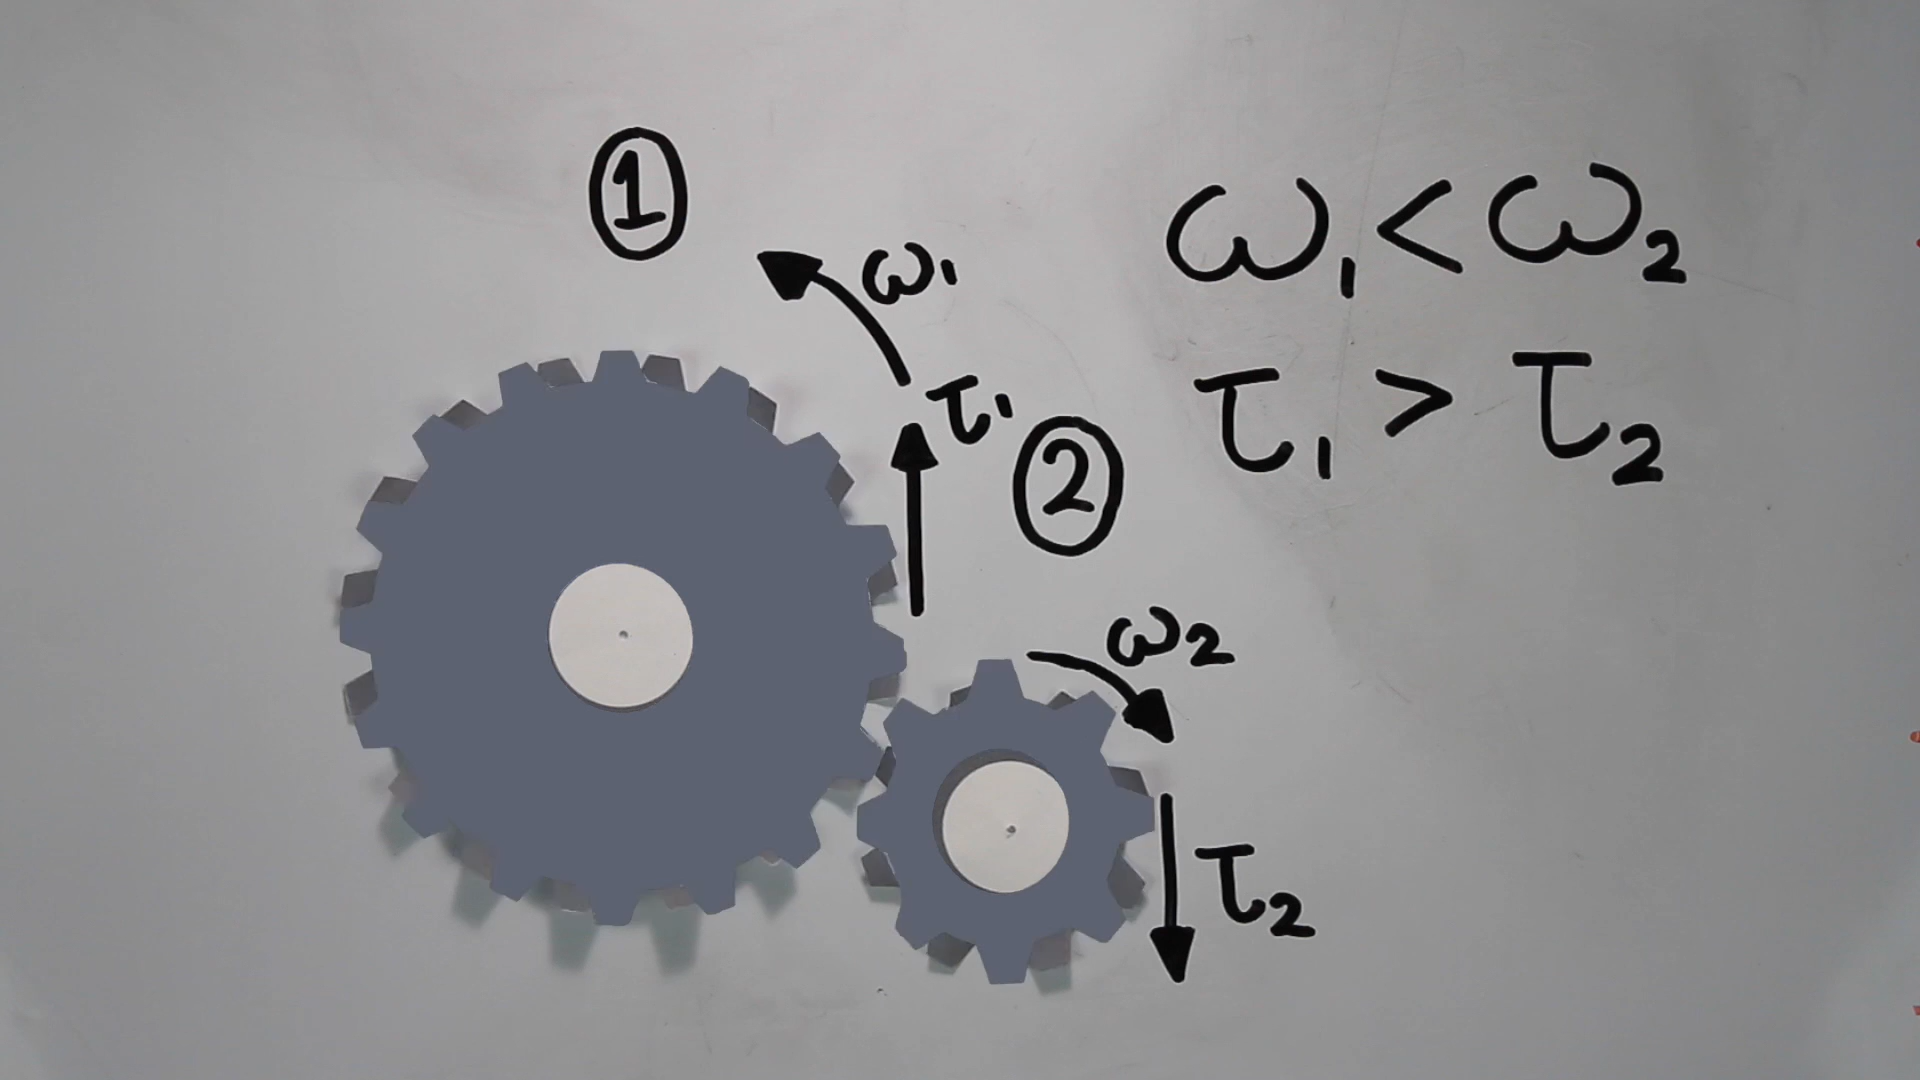 ①
ω₁
τ₁
②
ω₁ < ω₂
τ₁ > τ₂
ω₂
τ₂